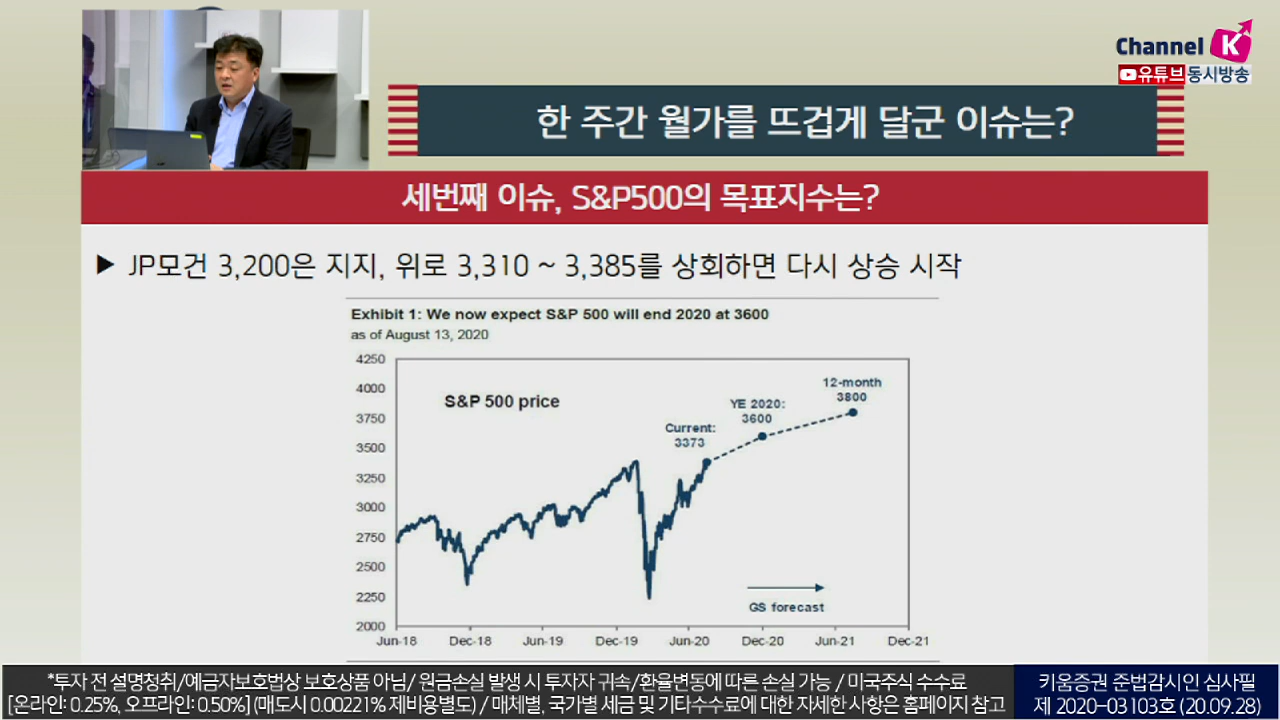 Channel K
유튜브 동시방송
한 주간 월가를 뜨겁게 달군 이슈는?
세번째 이슈, S&P500의 목표지수는?
▶ JP모건 3,200은 지지, 위로 3,310 ~ 3,385를 상회하면 다시 상승 시작
Exhibit 1: We now expect S&P 500 will end 2020 at 3600
as of August 13, 2020
4250
4000
3750
3500
3250
3000
2750
2500
2250
2000
S&P 500 price
Current:
3373
YE 2020:
3600
12-month
3800
GS forecast
Jun-18 Dec-18 Jun-19 Dec-19 Jun-20 Dec-20 Jun-21 Dec-21
*투자 전 설명청취/예금자보호법상 보호상품 아님/ 원금손실 발생 시 투자자 귀속/환율변동에 따른 손실 가능 / 미국주식 수수료
[온라인: 0.25%, 오프라인: 0.50%] (매도시 0.00221% 제비용별도) / 매체별, 국가별 세금 및 기타수수료에 대한 자세한 사항은 홈페이지 참고
키움증권 준법감시인 심사필
제 2020-03103호 (20.09.28)